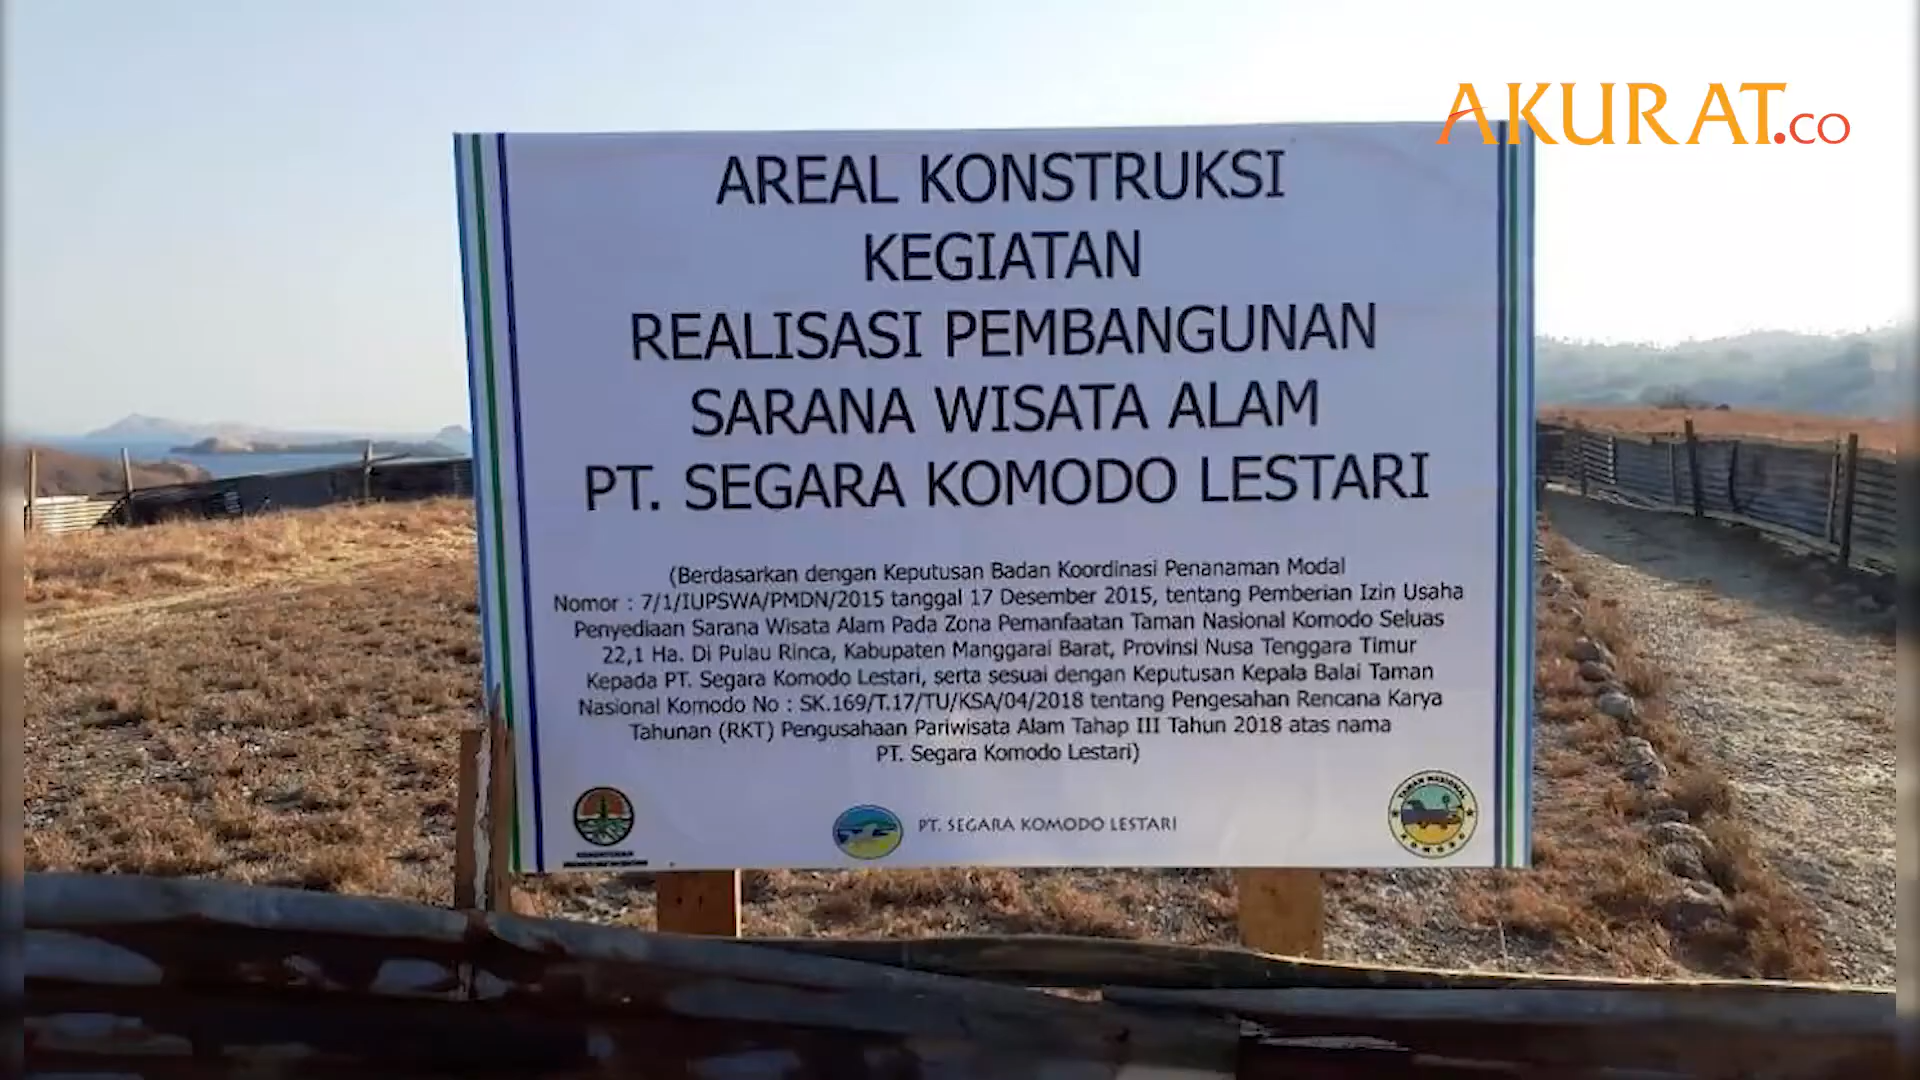 AKURAT.co
AREAL KONSTRUKSI
KEGIATAN
REALISASI PEMBANGUNAN
SARANA WISATA ALAM
PT. SEGARA KOMODO LESTARI
(Berdasarkan dengan Keputusan Badan Koordinasi Penanaman Modal
Nomor : 7/1/IUPSWA/PMDN/2015 tanggal 17 Desember 2015, tentang Pemberian Izin Usaha
Penyediaan Sarana Wisata Alam Pada Zona Pemanfaatan Taman Nasional Komodo Seluas
22,1 Ha. Di Pulau Rinca, Kabupaten Manggarai Barat, Provinsi Nusa Tenggara Timur
Kepada PT. Segara Komodo Lestari, serta sesuai dengan Keputusan Kepala Balai Taman
Nasional Komodo No : SK.169/T.17/TU/KSA/04/2018 tentang Pengesahan Rencana Karya
Tahunan (RKT) Pengusahaan Pariwisata Alam Tahap III Tahun 2018 atas nama
PT. Segara Komodo Lestari)
PT. SEGARA KOMODO LESTARI
TAMAN NASIONAL
KOMODO
KEMENTERIAN